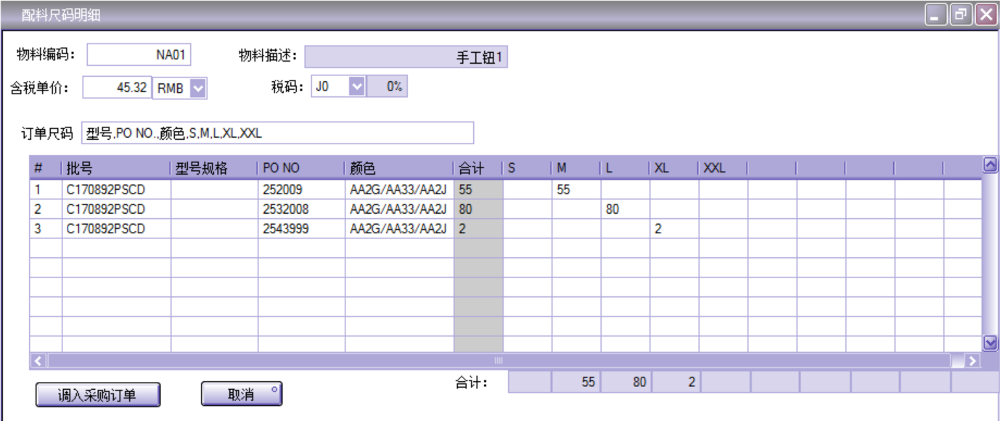 配料尺码明细
物料编码： NA01 物料描述： 手工钮1
含税单价： 45.32 RMB 税码： J0 0%
订单尺码 型号,PO NO.,颜色,S,M,L,XL,XXL
# 批号 型号规格 PO NO 颜色 合计 S M L XL XXL
1 C170892PSCD 252009 AA2G/AA33/AA2J 55 55
2 C170892PSCD 2532008 AA2G/AA33/AA2J 80 80
3 C170892PSCD 2543999 AA2G/AA33/AA2J 2 2
合计： 55 80 2
调入采购订单 取消